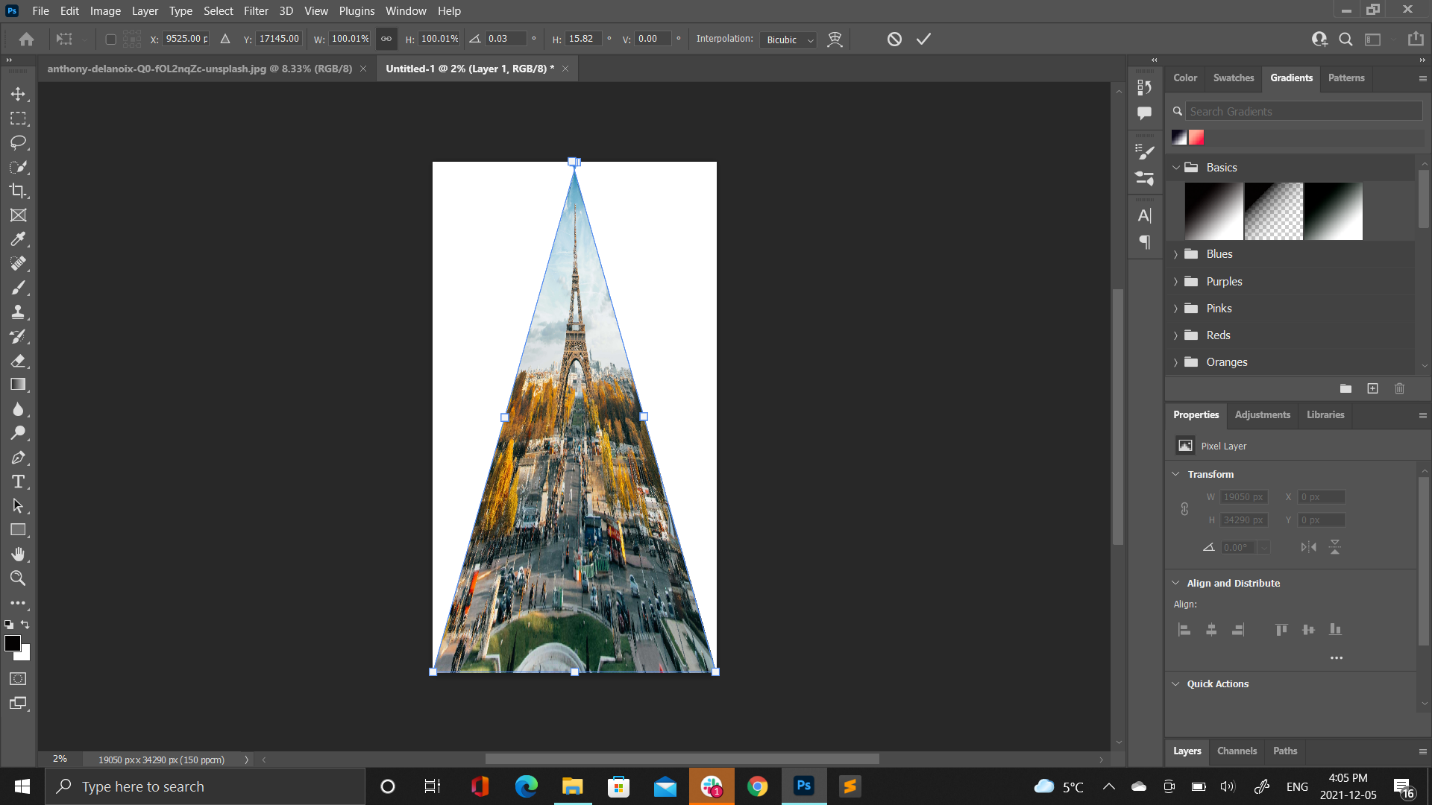 Ps File Edit Image Layer Type Select Filter 3D View Plugins Window Help
X: 9525.00 p Y: 17145.00 W: 100.01% H: 100.01% 0.03 ° H: 15.82 ° V: 0.00 ° Interpolation: Bicubic
anthony-delanoix-Q0-fOL2nqZc-unsplash.jpg @ 8.33% (RGB/8) × Untitled-1 @ 2% (Layer 1, RGB/8) * ×
Color Swatches Gradients Patterns
Search Gradients
Basics
Blues
Purples
Pinks
Reds
Oranges
Properties Adjustments Libraries
Pixel Layer
Transform
W 19050 px X 0 px
H 34290 px Y 0 px
0.00°
Align and Distribute
Align:
Quick Actions
Layers Channels Paths
2% 19050 px x 34290 px (150 ppcm)
Type here to search
1
Ps
5°C
ENG
4:05 PM
2021-12-05
16